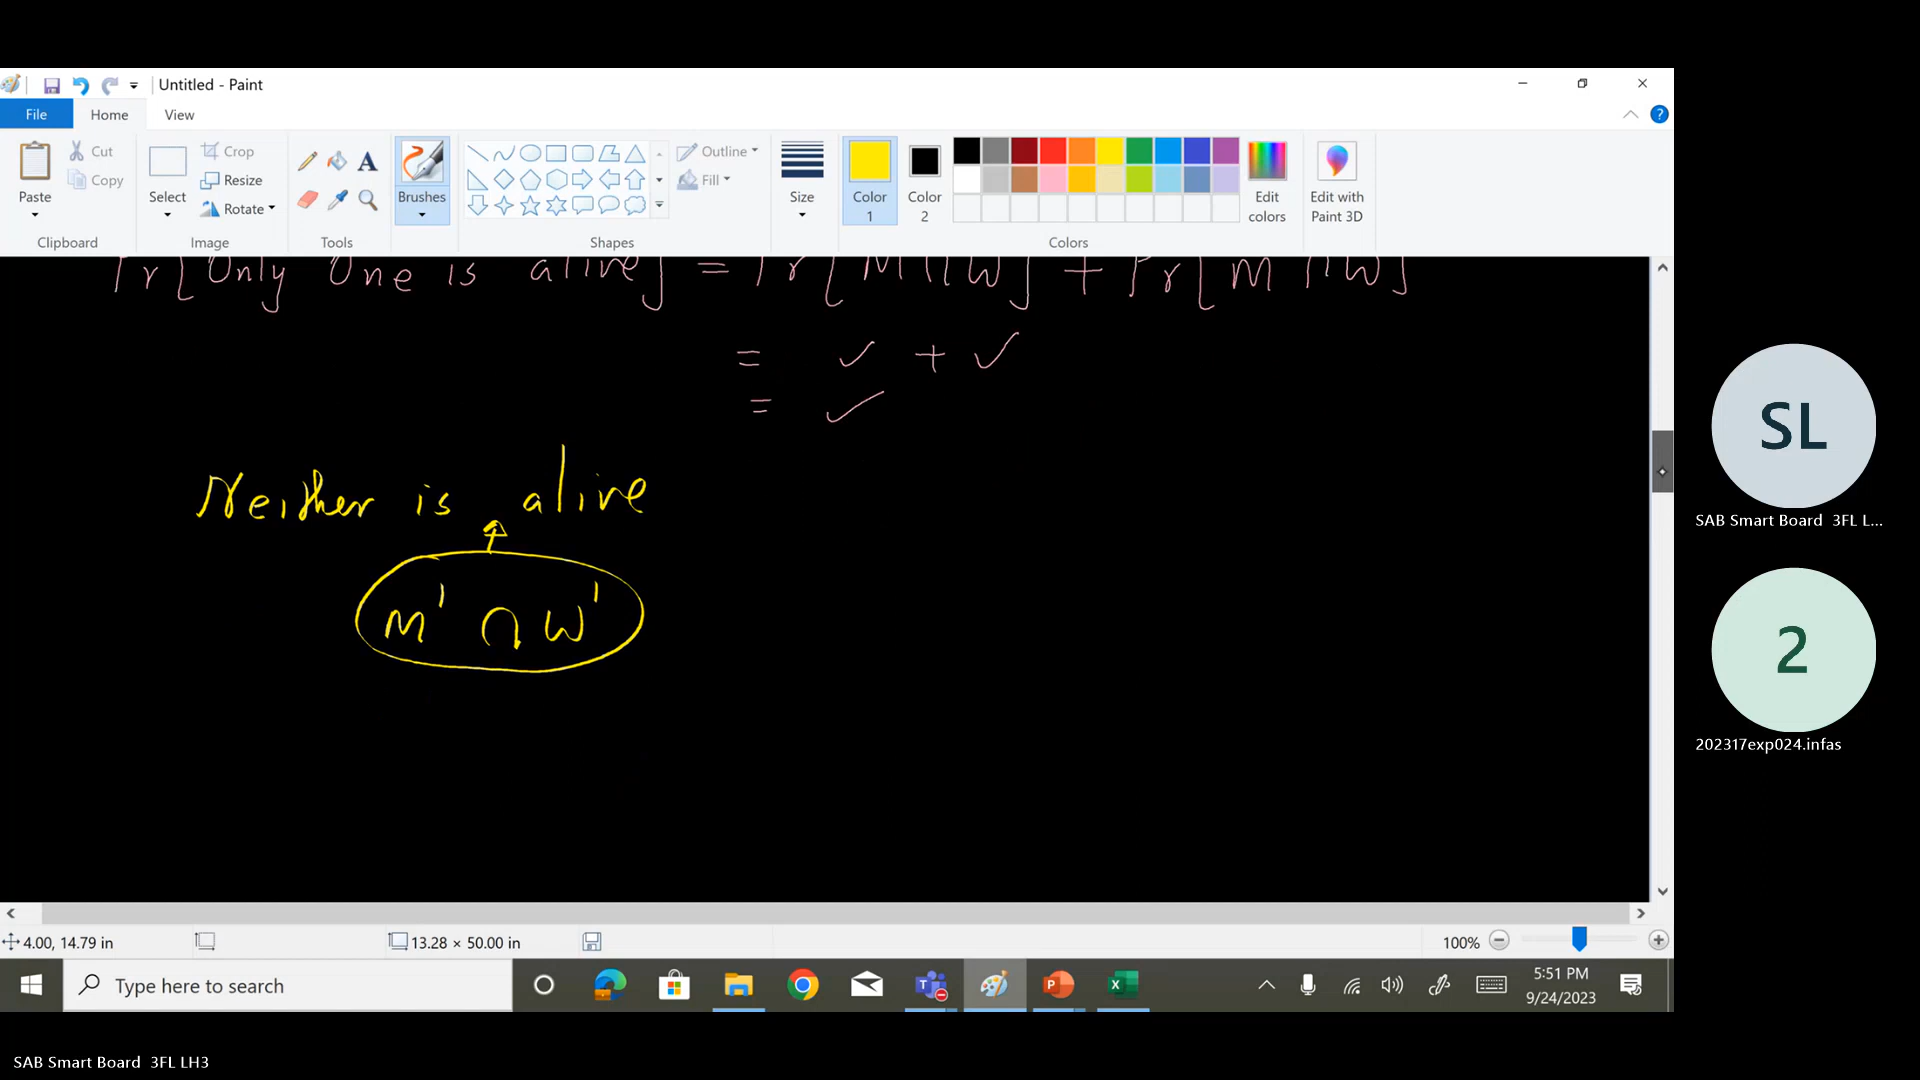 Untitled - Paint
File Home View
Paste
Cut
Copy
Clipboard
Select
Crop
Resize
Rotate
Image
Tools
Brushes
Shapes
Outline
Fill
Size
Color 1
Color 2
Edit colors
Edit with Paint 3D
Colors
Pr[Only One is alive] = Pr[M∩W] + Pr[M∩W]
= ✓ + ✓
= ✓
Neither is alive
M' ∩ W'
SL
SAB Smart Board 3FL L...
2
202317exp024.infas
4.00, 14.79 in
13.28 × 50.00 in
100%
Type here to search
5:51 PM
9/24/2023
SAB Smart Board 3FL LH3